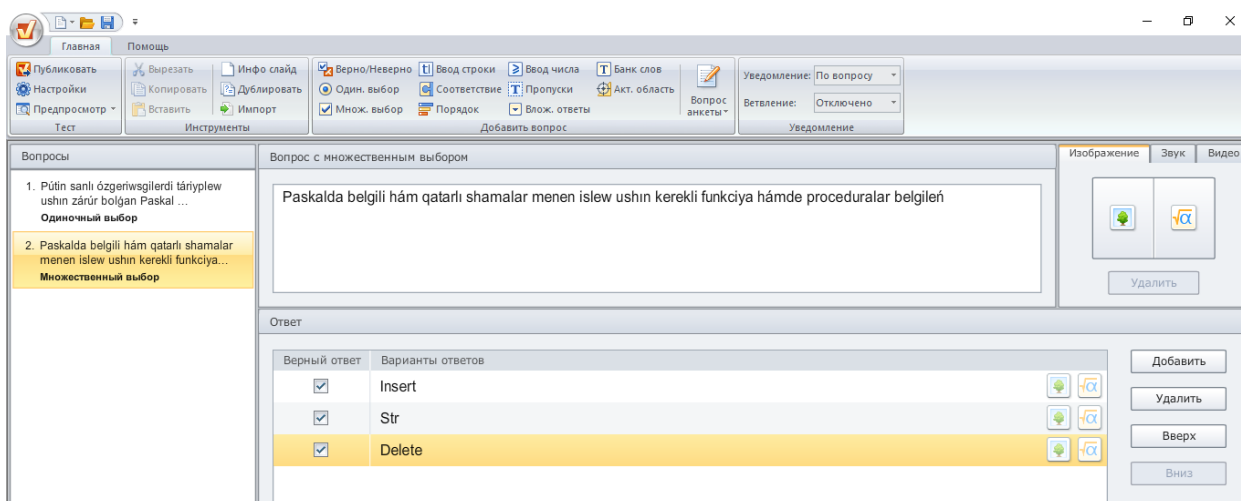 Главная Помощь
Публиковать Вырезать Инфо слайд Верно/Неверно Ввод строки Ввод числа Банк слов Уведомление: По вопросу
Настройки Копировать Дублировать Один. выбор Соответствие Пропуски Акт. область Вопрос анкеты Ветвление: Отключено
Предпросмотр Вставить Импорт Множ. выбор Порядок Влож. ответы
Тест Инструменты Добавить вопрос Уведомление
Вопросы
1. Pútin sanlı ózgeriwsgilerdi táriyplew
ushın zárúr bolǵan Paskal ...
Одиночный выбор
2. Paskalda belgili hám qatarlı shamalar
menen islew ushın kerekli funkciya...
Множественный выбор
Вопрос с множественным выбором
Paskalda belgili hám qatarlı shamalar menen islew ushın kerekli funkciya hámde proceduralar belgileń
Изображение Звук Видео
Удалить
Ответ
Верный ответ Варианты ответов
Insert
Str
Delete
Добавить
Удалить
Вверх
Вниз